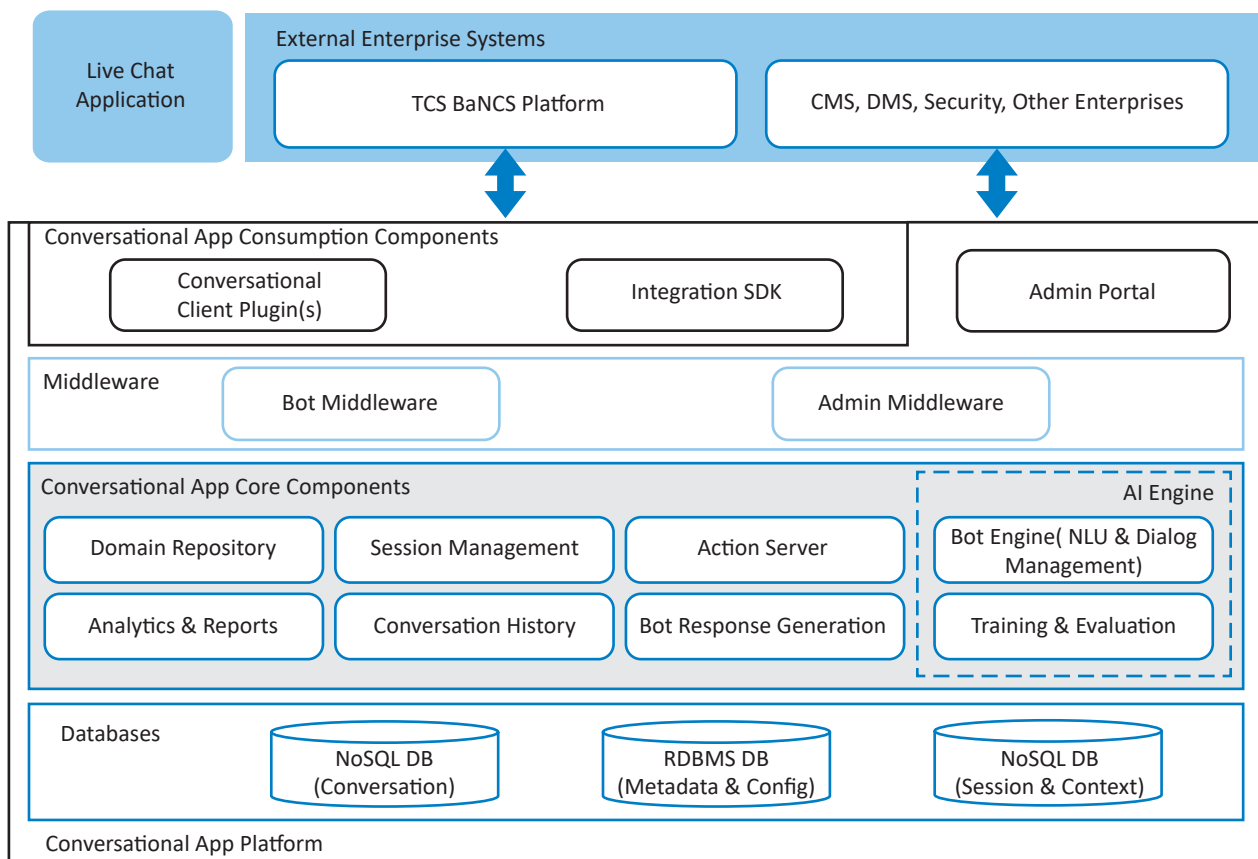 Live Chat
Application
External Enterprise Systems
TCS BaNCS Platform
CMS, DMS, Security, Other Enterprises
Conversational App Consumption Components
Conversational
Client Plugin(s)
Integration SDK
Admin Portal
Middleware
Bot Middleware
Admin Middleware
Conversational App Core Components
AI Engine
Domain Repository
Session Management
Action Server
Bot Engine( NLU & Dialog
Management)
Analytics & Reports
Conversation History
Bot Response Generation
Training & Evaluation
Databases
NoSQL DB
(Conversation)
RDBMS DB
(Metadata & Config)
NoSQL DB
(Session & Context)
Conversational App Platform